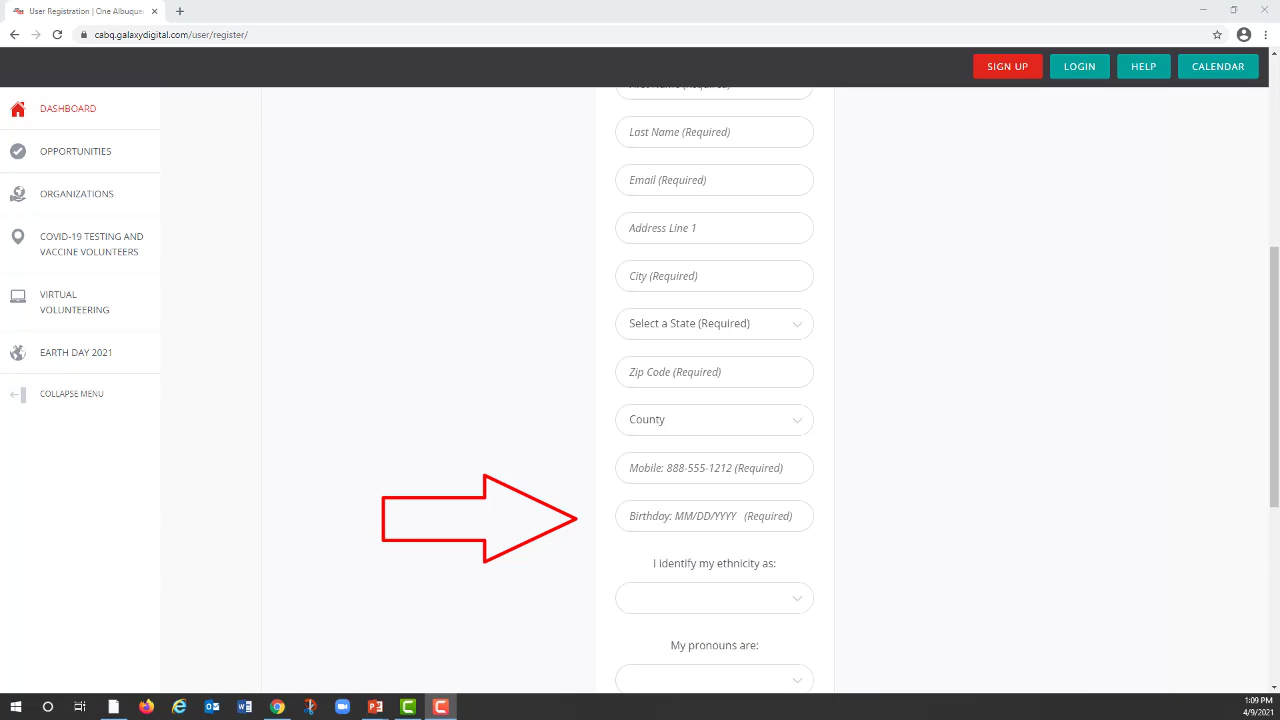 User Registration | One Albuque
cabq.galaxydigital.com/user/register/
SIGN UP
LOGIN
HELP
CALENDAR
DASHBOARD
OPPORTUNITIES
ORGANIZATIONS
COVID-19 TESTING AND
VACCINE VOLUNTEERS
VIRTUAL
VOLUNTEERING
EARTH DAY 2021
COLLAPSE MENU
Last Name (Required)
Email (Required)
Address Line 1
City (Required)
Select a State (Required)
Zip Code (Required)
County
Mobile: 888-555-1212 (Required)
Birthday: MM/DD/YYYY (Required)
I identify my ethnicity as:
My pronouns are:
1:09 PM
4/9/2021